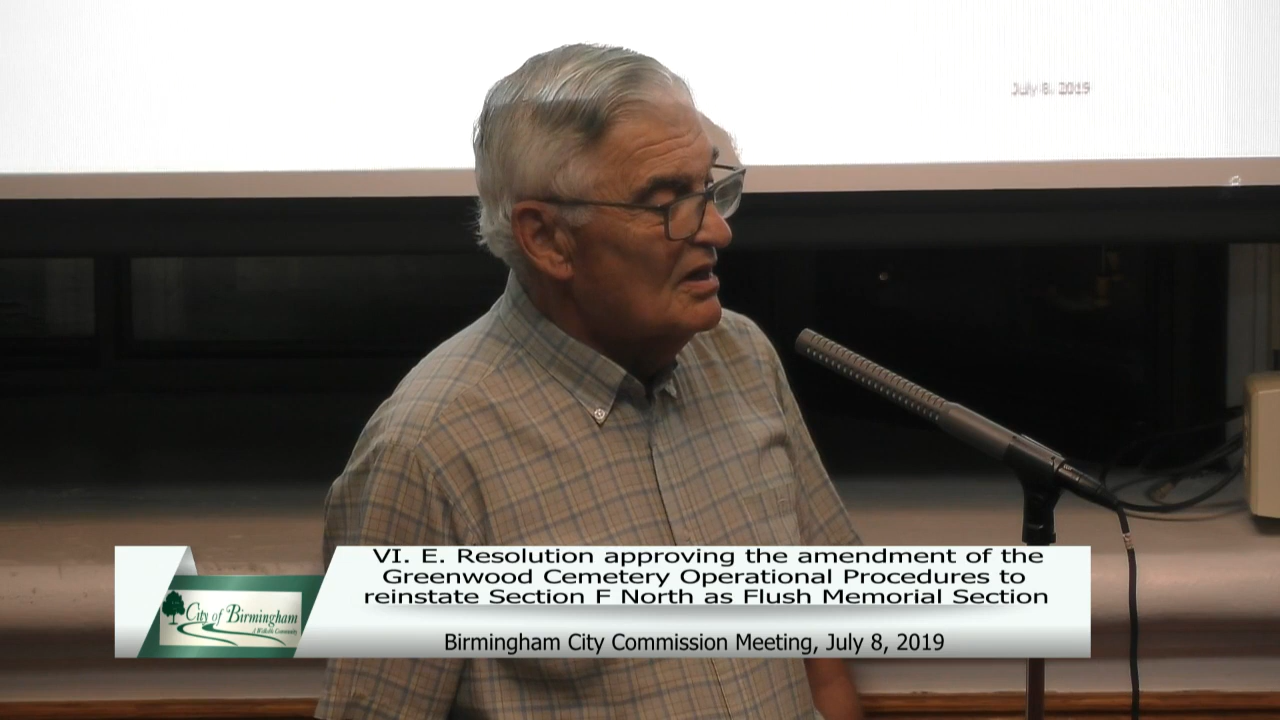 July 8, 2019
VI. E. Resolution approving the amendment of the
Greenwood Cemetery Operational Procedures to
reinstate Section F North as Flush Memorial Section
City of Birmingham
A Walkable Community
Birmingham City Commission Meeting, July 8, 2019